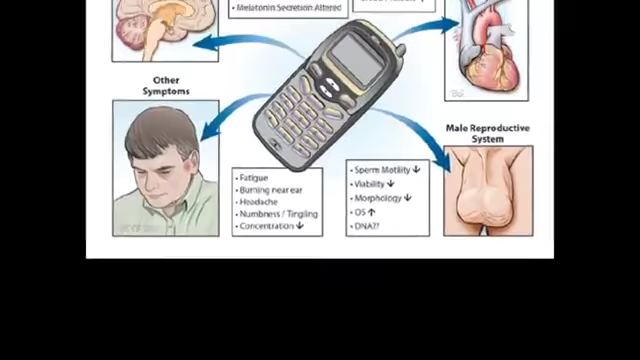 • Melatonin Secretion Altered
Other
Symptoms
Male Reproductive
System
• Fatigue
• Burning near ear
• Headache
• Numbness / Tingling
• Concentration ↓
• Sperm Motility ↓
• Viability ↓
• Morphology ↓
• OS ↑
• DNA??